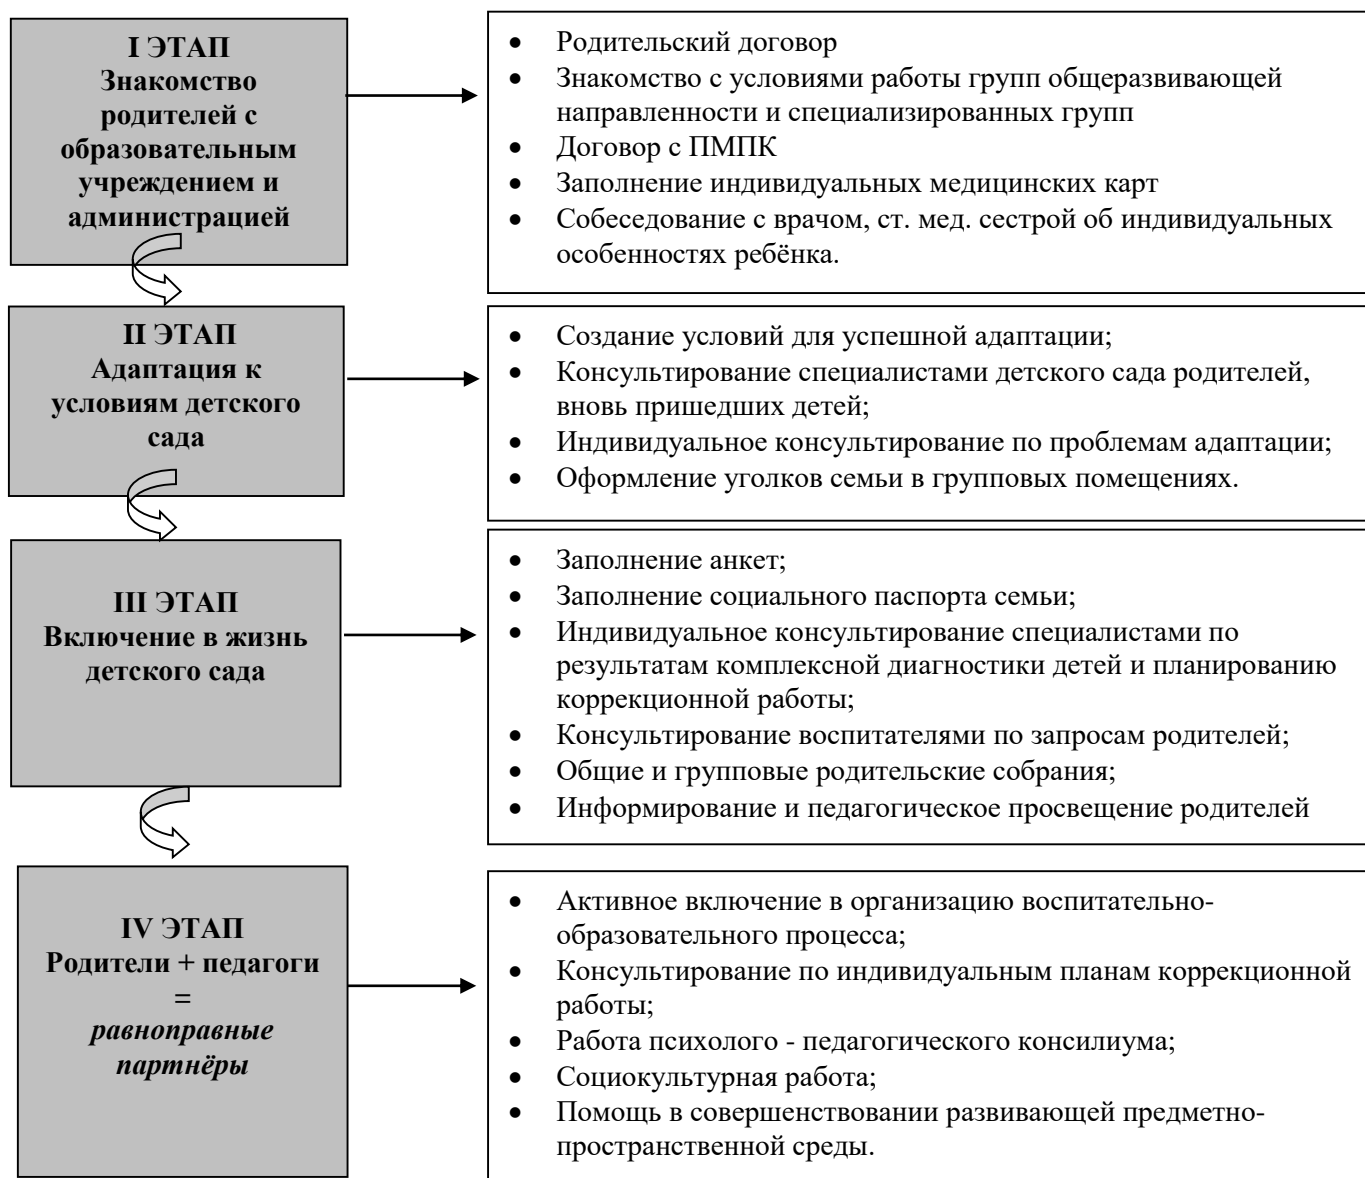 I ЭТАП
Знакомство
родителей с
образовательным
учреждением и
администрацией
• Родительский договор
• Знакомство с условиями работы групп общеразвивающей
направленности и специализированных групп
• Договор с ПМПК
• Заполнение индивидуальных медицинских карт
• Собеседование с врачом, ст. мед. сестрой об индивидуальных
особенностях ребёнка.
II ЭТАП
Адаптация к
условиям детского
сада
• Создание условий для успешной адаптации;
• Консультирование специалистами детского сада родителей,
вновь пришедших детей;
• Индивидуальное консультирование по проблемам адаптации;
• Оформление уголков семьи в групповых помещениях.
III ЭТАП
Включение в жизнь
детского сада
• Заполнение анкет;
• Заполнение социального паспорта семьи;
• Индивидуальное консультирование специалистами по
результатам комплексной диагностики детей и планированию
коррекционной работы;
• Консультирование воспитателями по запросам родителей;
• Общие и групповые родительские собрания;
• Информирование и педагогическое просвещение родителей
IV ЭТАП
Родители + педагоги
=
равноправные
партнёры
• Активное включение в организацию воспитательно-
образовательного процесса;
• Консультирование по индивидуальным планам коррекционной
работы;
• Работа психолого - педагогического консилиума;
• Социокультурная работа;
• Помощь в совершенствовании развивающей предметно-
пространственной среды.